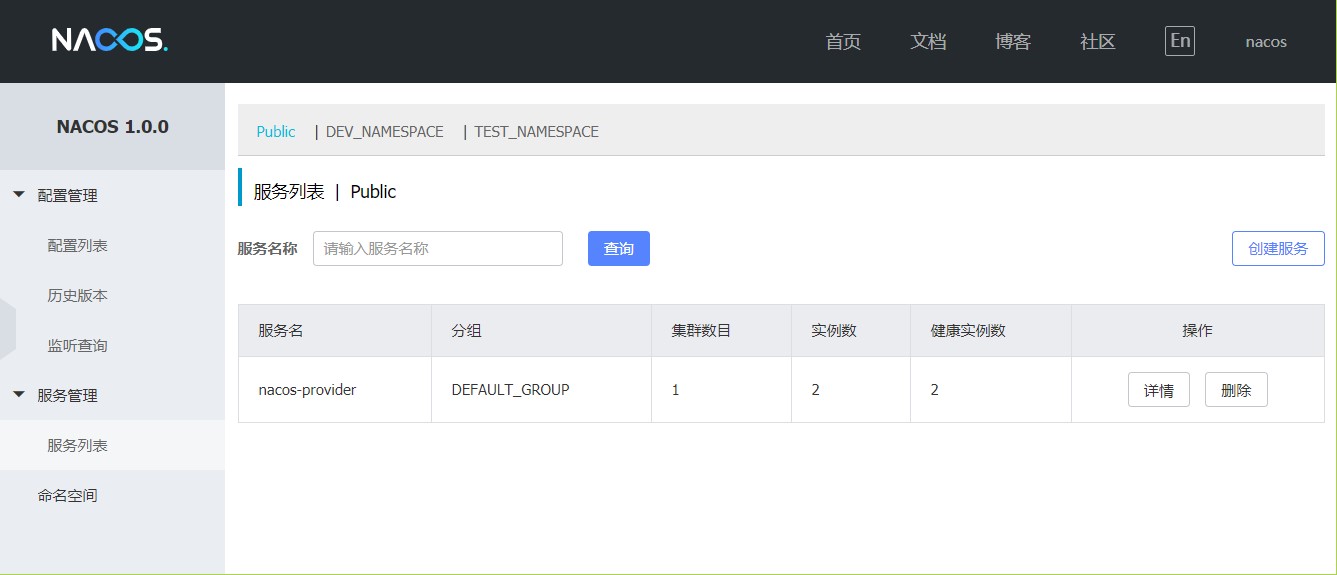 NACOS.
首页 文档 博客 社区 En nacos
NACOS 1.0.0
配置管理
配置列表
历史版本
监听查询
服务管理
服务列表
命名空间
Public | DEV_NAMESPACE | TEST_NAMESPACE
服务列表 | Public
服务名称 请输入服务名称 查询 创建服务
服务名 分组 集群数目 实例数 健康实例数 操作
nacos-provider DEFAULT_GROUP 1 2 2 详情 删除